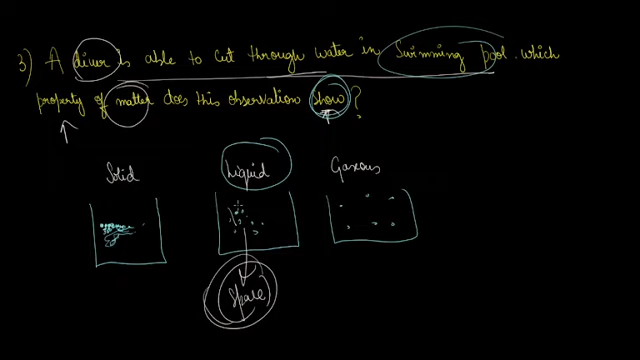 3) A diver is able to cut through water in Swimming pool. which
property of matter does this observation show?
Solid Liquid Gaseous
Space